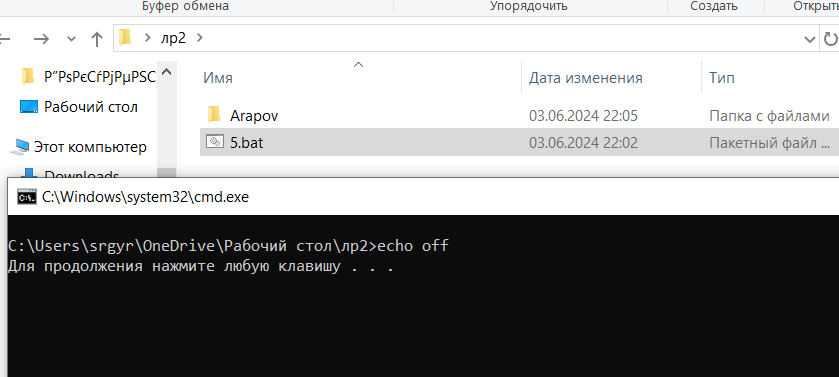 Буфер обмена Упорядочить Создать Открыть
лр2
Имя Дата изменения Тип
Р”РѕРєСѓРјРµРЅС
Рабочий стол
Arapov 03.06.2024 22:05 Папка с файлами
5.bat 03.06.2024 22:02 Пакетный файл ...
Этот компьютер
Downloads
C:\Windows\system32\cmd.exe
C:\Users\srgyr\OneDrive\Рабочий стол\лр2>echo off
Для продолжения нажмите любую клавишу . . .